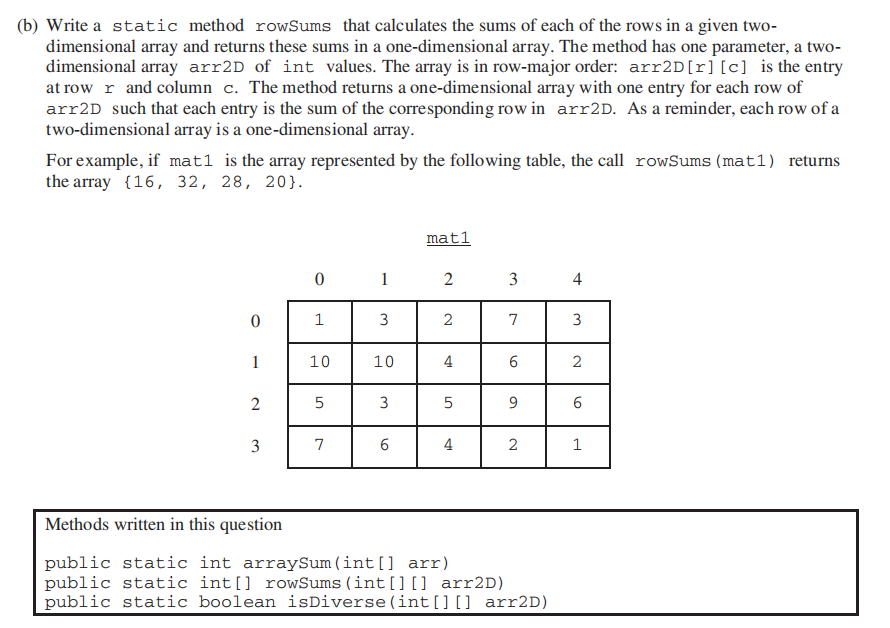 (b) Write a static method rowSums that calculates the sums of each of the rows in a given two-
dimensional array and returns these sums in a one-dimensional array. The method has one parameter, a two-
dimensional array arr2D of int values. The array is in row-major order: arr2D[r][c] is the entry
at row r and column c. The method returns a one-dimensional array with one entry for each row of
arr2D such that each entry is the sum of the corresponding row in arr2D. As a reminder, each row of a
two-dimensional array is a one-dimensional array.
For example, if mat1 is the array represented by the following table, the call rowSums(mat1) returns
the array {16, 32, 28, 20}.
mat1
0 1 2 3 4
0 1 3 2 7 3
1 10 10 4 6 2
2 5 3 5 9 6
3 7 6 4 2 1
Methods written in this question
public static int arraySum(int[] arr)
public static int[] rowSums(int[][] arr2D)
public static boolean isDiverse(int[][] arr2D)